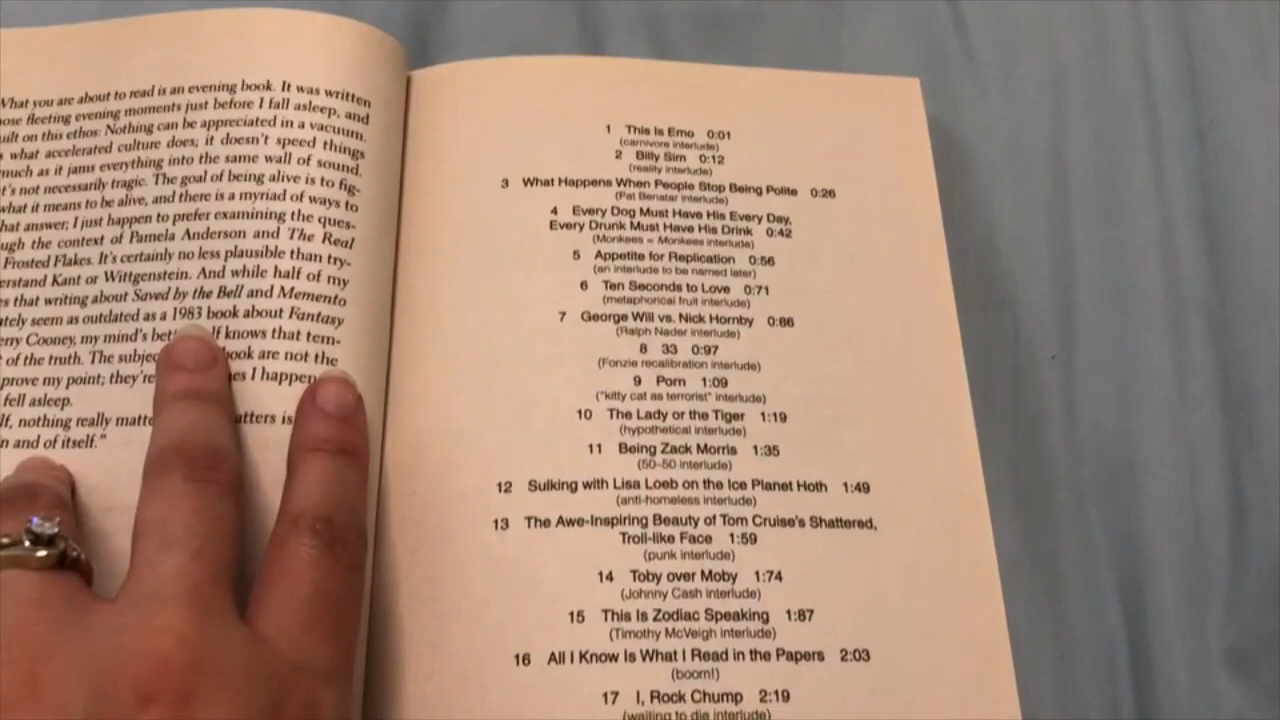 What you are about to read is an evening book. It was written
ose fleeting evening moments just before I fall asleep, and
uilt on this ethos: Nothing can be appreciated in a vacuum.
s what accelerated culture does; it doesn't speed things
much as it jams everything into the same wall of sound.
t's not necessarily tragic. The goal of being alive is to fig-
what it means to be alive, and there is a myriad of ways to
hat answer; I just happen to prefer examining the ques-
ugh the context of Pamela Anderson and The Real
Frosted Flakes. It's certainly no less plausible than try-
erstand Kant or Wittgenstein. And while half of my
s that writing about Saved by the Bell and Memento
ately seem as outdated as a 1983 book about Fantasy
erry Cooney, my mind's bet lf knows that tem-
of the truth. The subjec book are not the
prove my point; they're es I happen
fell asleep.
lf, nothing really matte atters is
n and of itself."
1 This Is Emo 0:01
(carnivore interlude)
2 Billy Sim 0:12
(reality interlude)
3 What Happens When People Stop Being Polite 0:26
(Pat Benatar interlude)
4 Every Dog Must Have His Every Day,
Every Drunk Must Have His Drink 0:42
(Monkees = Monkees interlude)
5 Appetite for Replication 0:56
(an interlude to be named later)
6 Ten Seconds to Love 0:71
(metaphorical fruit interlude)
7 George Will vs. Nick Hornby 0:86
(Ralph Nader interlude)
8 33 0:97
(Fonzie recalibration interlude)
9 Porn 1:09
("kitty cat as terrorist" interlude)
10 The Lady or the Tiger 1:19
(hypothetical interlude)
11 Being Zack Morris 1:35
(50–50 interlude)
12 Sulking with Lisa Loeb on the Ice Planet Hoth 1:49
(anti-homeless interlude)
13 The Awe-Inspiring Beauty of Tom Cruise's Shattered,
Troll-like Face 1:59
(punk interlude)
14 Toby over Moby 1:74
(Johnny Cash interlude)
15 This Is Zodiac Speaking 1:87
(Timothy McVeigh interlude)
16 All I Know Is What I Read in the Papers 2:03
(boom!)
17 I, Rock Chump 2:19
(waiting to die interlude)